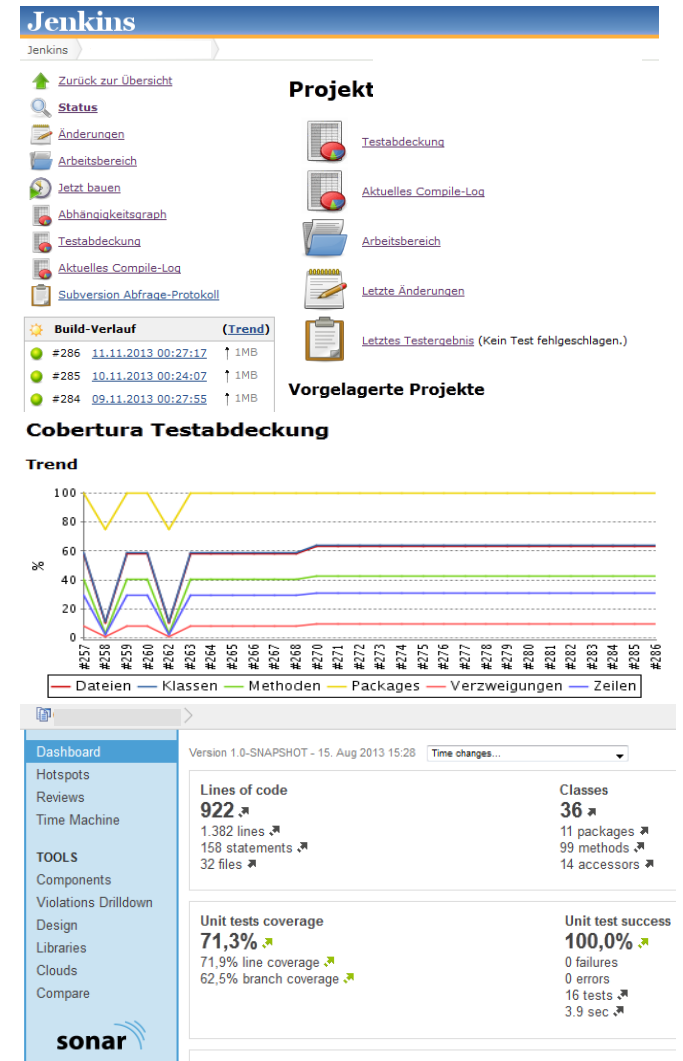 Jenkins
Jenkins
Zurück zur Übersicht
Status
Änderungen
Arbeitsbereich
Jetzt bauen
Abhängigkeitsgraph
Testabdeckung
Aktuelles Compile-Log
Subversion Abfrage-Protokoll
Build-Verlauf (Trend)
#286 11.11.2013 00:27:17 1MB
#285 10.11.2013 00:24:07 1MB
#284 09.11.2013 00:27:55 1MB
Projekt
Testabdeckung
Aktuelles Compile-Log
Arbeitsbereich
Letzte Änderungen
Letztes Testergebnis (Kein Test fehlgeschlagen.)
Vorgelagerte Projekte
Cobertura Testabdeckung
Trend
100
80
60
40
20
0
%
#257
#258
#259
#260
#262
#263
#264
#265
#266
#267
#268
#270
#271
#272
#273
#274
#275
#276
#277
#278
#279
#280
#281
#282
#283
#284
#285
#286
Dateien Klassen Methoden Packages Verzweigungen Zeilen
Dashboard
Hotspots
Reviews
Time Machine
TOOLS
Components
Violations Drilldown
Design
Libraries
Clouds
Compare
sonar
Version 1.0-SNAPSHOT - 15. Aug 2013 15:28 Time changes...
Lines of code
922
1.382 lines
158 statements
32 files
Classes
36
11 packages
99 methods
14 accessors
Unit tests coverage
71,3%
71,9% line coverage
62,5% branch coverage
Unit test success
100,0%
0 failures
0 errors
16 tests
3.9 sec